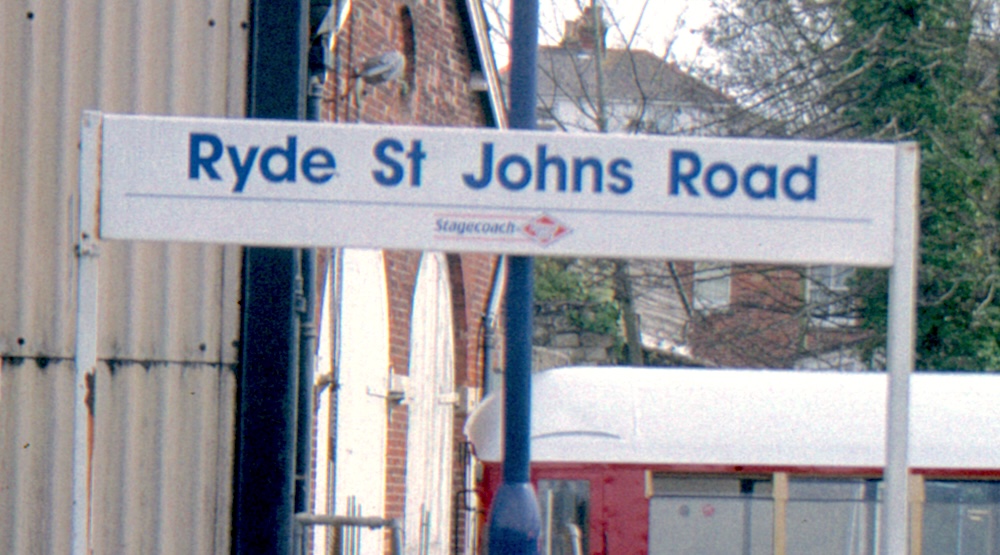 Ryde St Johns Road
Stagecoach